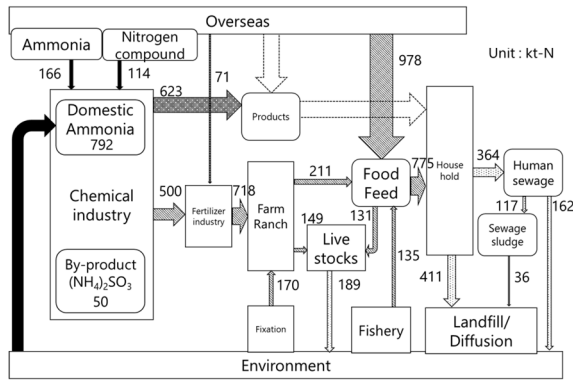 Overseas
Ammonia
Nitrogen
compound
Unit : kt-N
166
114
71
978
623
Domestic
Ammonia
792
Products
House
hold
Chemical
industry
500
Fertilizer
industry
718
Farm
Ranch
211
Food
Feed
775
364
Human
sewage
131
149
117
162
Live
stocks
Sewage
sludge
By-product
(NH₄)₂SO₃
50
170
189
135
411
36
Fixation
Fishery
Landfill/
Diffusion
Environment